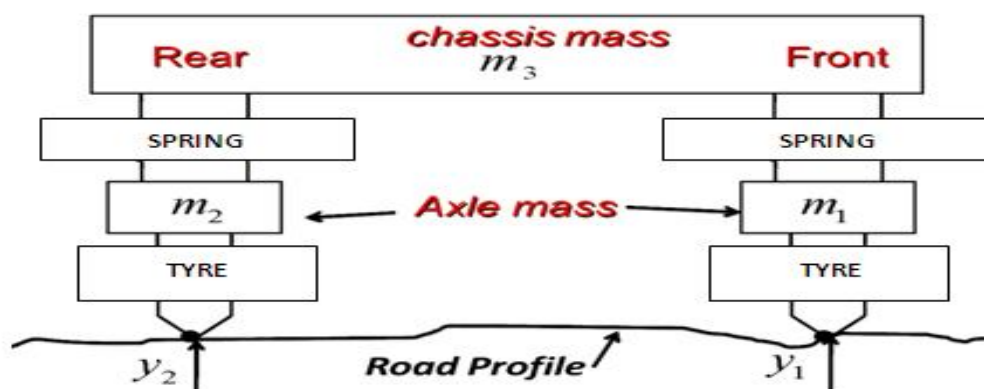 Rear chassis mass Front
m₃
SPRING SPRING
m₂ Axle mass m₁
TYRE TYRE
y₂ Road Profile y₁